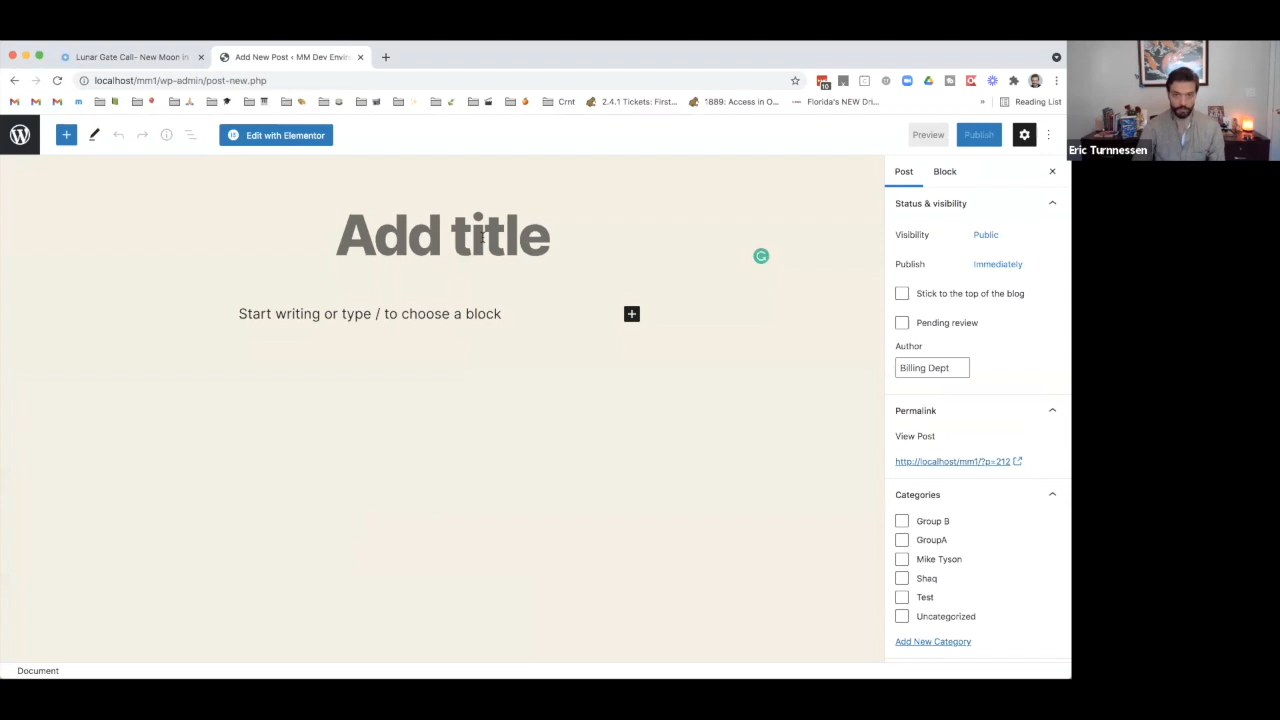 Lunar Gate Call- New Moon in
Add New Post ‹ MM Dev Enviro
localhost/mm1/wp-admin/post-new.php
10
Crnt
2.4.1 Tickets: First...
1689: Access in O...
Florida's NEW Dri...
»
Reading List
Edit with Elementor
Preview
Publish
Eric Turnnessen
Add title
Start writing or type / to choose a block
Post
Block
Status & visibility
Visibility
Public
Publish
Immediately
Stick to the top of the blog
Pending review
Author
Billing Dept
Permalink
View Post
http://localhost/mm1/?p=212
Categories
Group B
GroupA
Mike Tyson
Shaq
Test
Uncategorized
Add New Category
Document